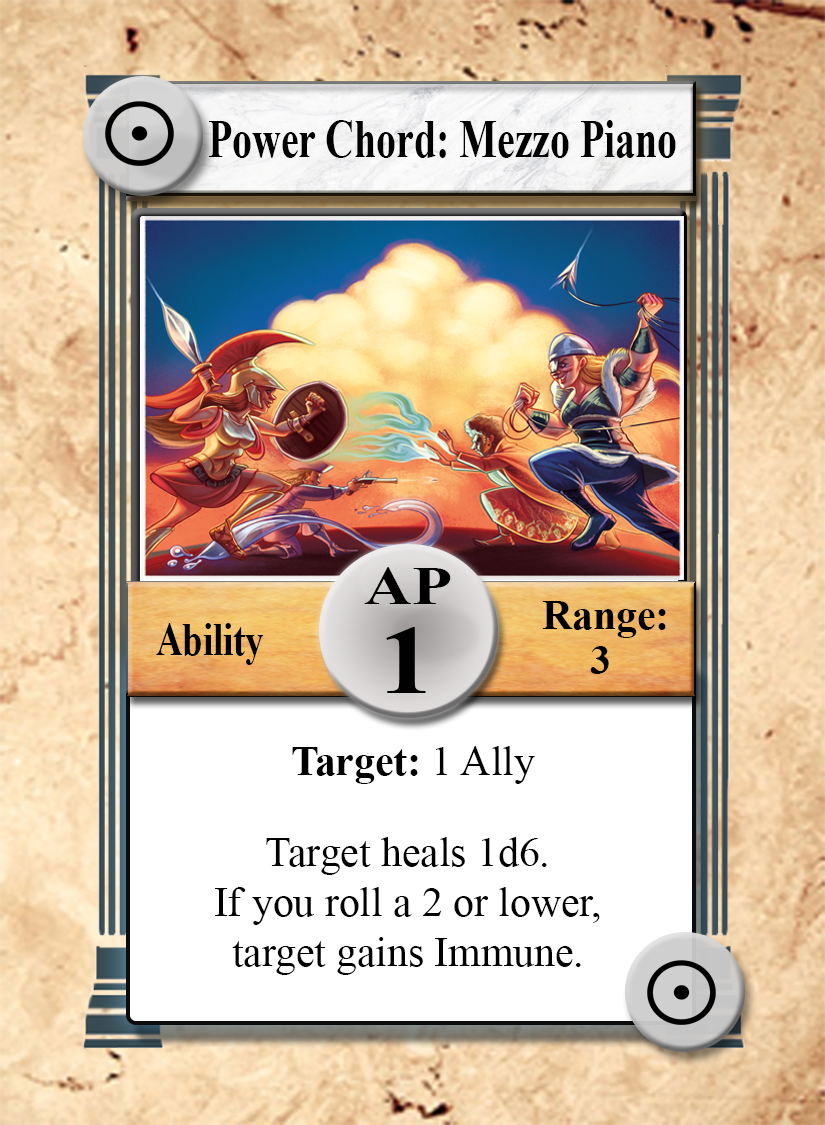 Power Chord: Mezzo Piano
Ability
AP
1
Range:
3
Target: 1 Ally
Target heals 1d6.
If you roll a 2 or lower,
target gains Immune.